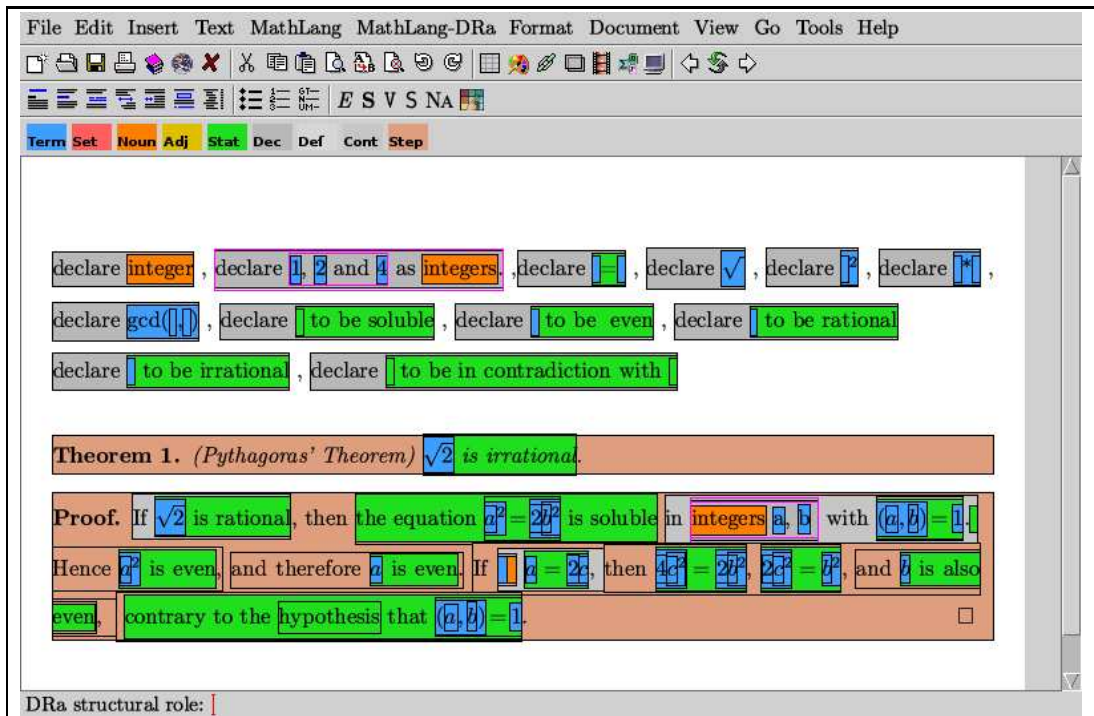 File Edit Insert Text MathLang MathLang-DRa Format Document View Go Tools Help
E S V S NA
Term Set Noun Adj Stat Dec Def Cont Step
declare integer , declare 1, 2 and 4 as integers. ,declare = , declare √ , declare ² , declare * ,
declare gcd(,) , declare to be soluble , declare to be even , declare to be rational
declare to be irrational , declare to be in contradiction with
Theorem 1. (Pythagoras' Theorem) √2 is irrational.
Proof. If √2 is rational, then the equation a² = 2b² is soluble in integers a, b with (a, b) = 1.
Hence a² is even, and therefore a is even. If a = 2c, then 4c² = 2b², 2c² = b², and b is also
even, contrary to the hypothesis that (a, b) = 1. □
DRa structural role: